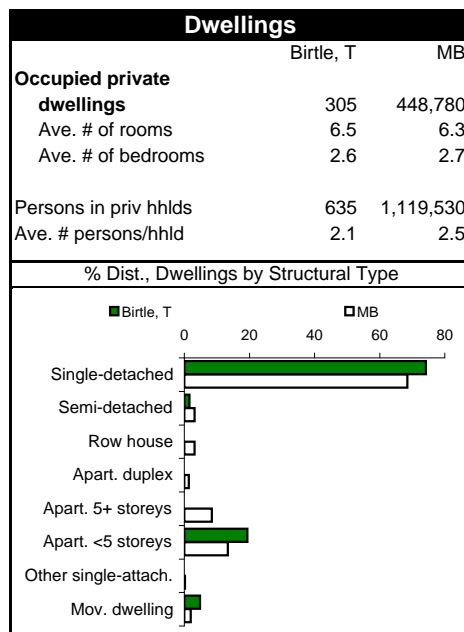 Dwellings
Birtle, T MB
Occupied private
dwellings 305 448,780
Ave. # of rooms 6.5 6.3
Ave. # of bedrooms 2.6 2.7
Persons in priv hhlds 635 1,119,530
Ave. # persons/hhld 2.1 2.5
% Dist., Dwellings by Structural Type
Birtle, T MB
0 20 40 60 80
Single-detached
Semi-detached
Row house
Apart. duplex
Apart. 5+ storeys
Apart. <5 storeys
Other single-attach.
Mov. dwelling